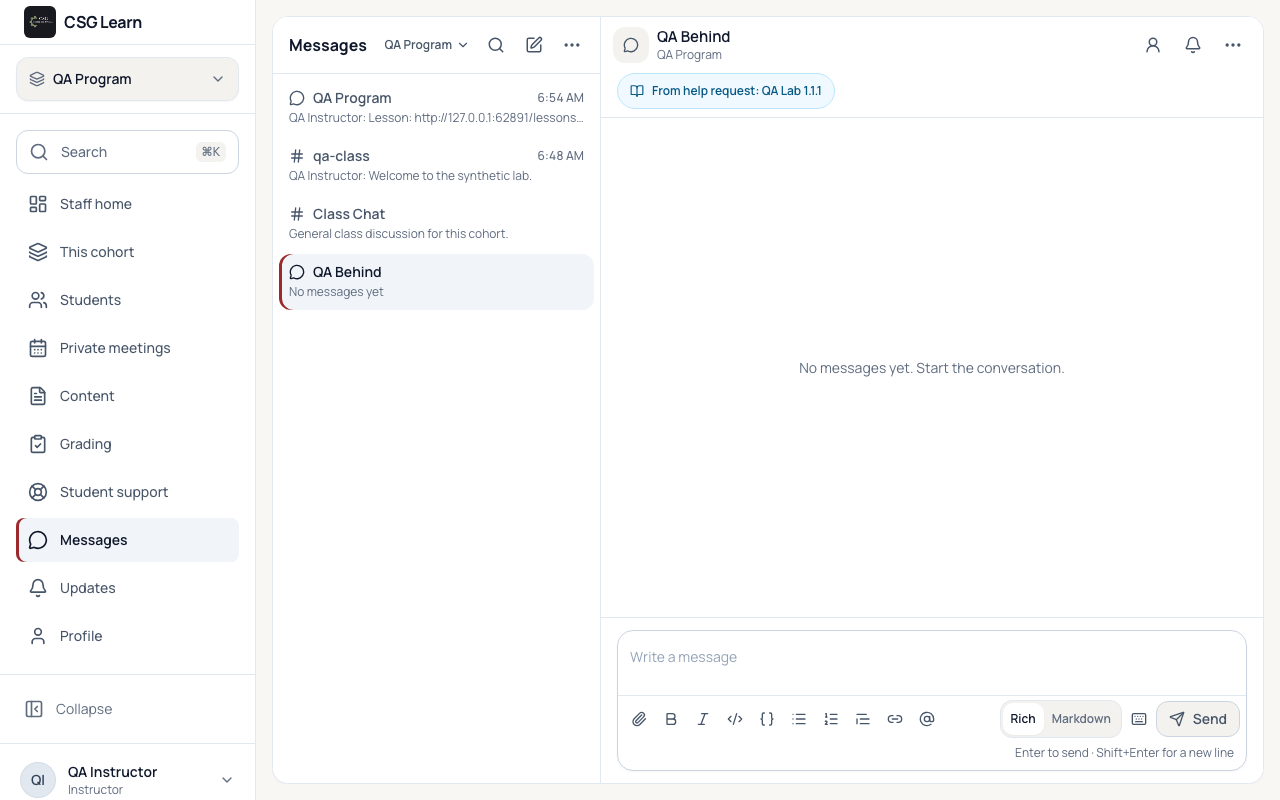 CSG Learn
QA Program
Search
⌘K
Staff home
This cohort
Students
Private meetings
Content
Grading
Student support
Messages
Updates
Profile
Collapse
QI
QA Instructor
Instructor
Messages
QA Program
QA Program
6:54 AM
QA Instructor: Lesson: http://127.0.0.1:62891/lessons...
qa-class
6:48 AM
QA Instructor: Welcome to the synthetic lab.
Class Chat
General class discussion for this cohort.
QA Behind
No messages yet
QA Behind
QA Program
From help request: QA Lab 1.1.1
No messages yet. Start the conversation.
Write a message
Rich
Markdown
Send
Enter to send · Shift+Enter for a new line